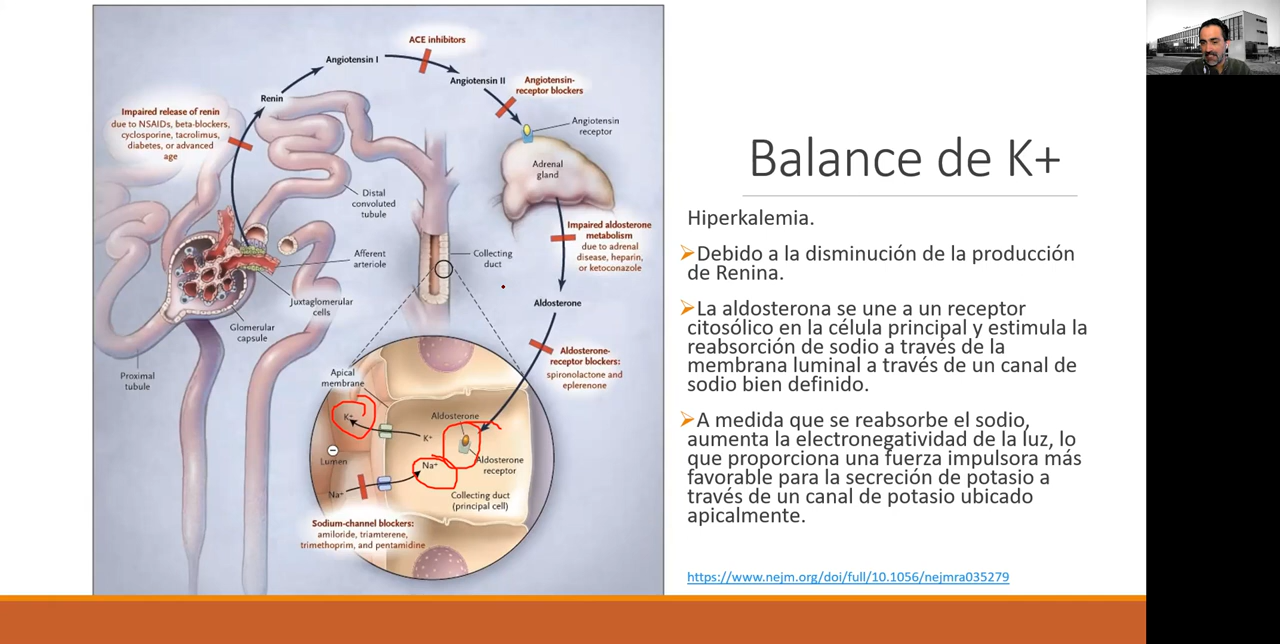 ACE inhibitors
Angiotensin I
Angiotensin II
Angiotensin-
receptor blockers
Renin
Impaired release of renin
due to NSAIDs, beta-blockers,
cyclosporine, tacrolimus,
diabetes, or advanced
age
Angiotensin
receptor
Adrenal
gland
Distal
convoluted
tubule
Impaired aldosterone
metabolism
due to adrenal
disease, heparin,
or ketoconazole
Afferent
arteriole
Collecting
duct
Juxtaglomerular
cells
Aldosterone
Glomerular
capsule
Proximal
tubule
Aldosterone-
receptor blockers:
spironolactone and
eplerenone
Apical
membrane
Aldosterone
K+
K+
Lumen
Na+
Aldosterone
receptor
Na+
Collecting duct
(principal cell)
Sodium-channel blockers:
amiloride, triamterene,
trimethoprim, and pentamidine
Balance de K+
Hiperkalemia.
Debido a la disminución de la producción
de Renina.
La aldosterona se une a un receptor
citosólico en la célula principal y estimula la
reabsorción de sodio a través de la
membrana luminal a través de un canal de
sodio bien definido.
A medida que se reabsorbe el sodio,
aumenta la electronegatividad de la luz, lo
que proporciona una fuerza impulsora más
favorable para la secreción de potasio a
través de un canal de potasio ubicado
apicalmente.
https://www.nejm.org/doi/full/10.1056/nejmra035279